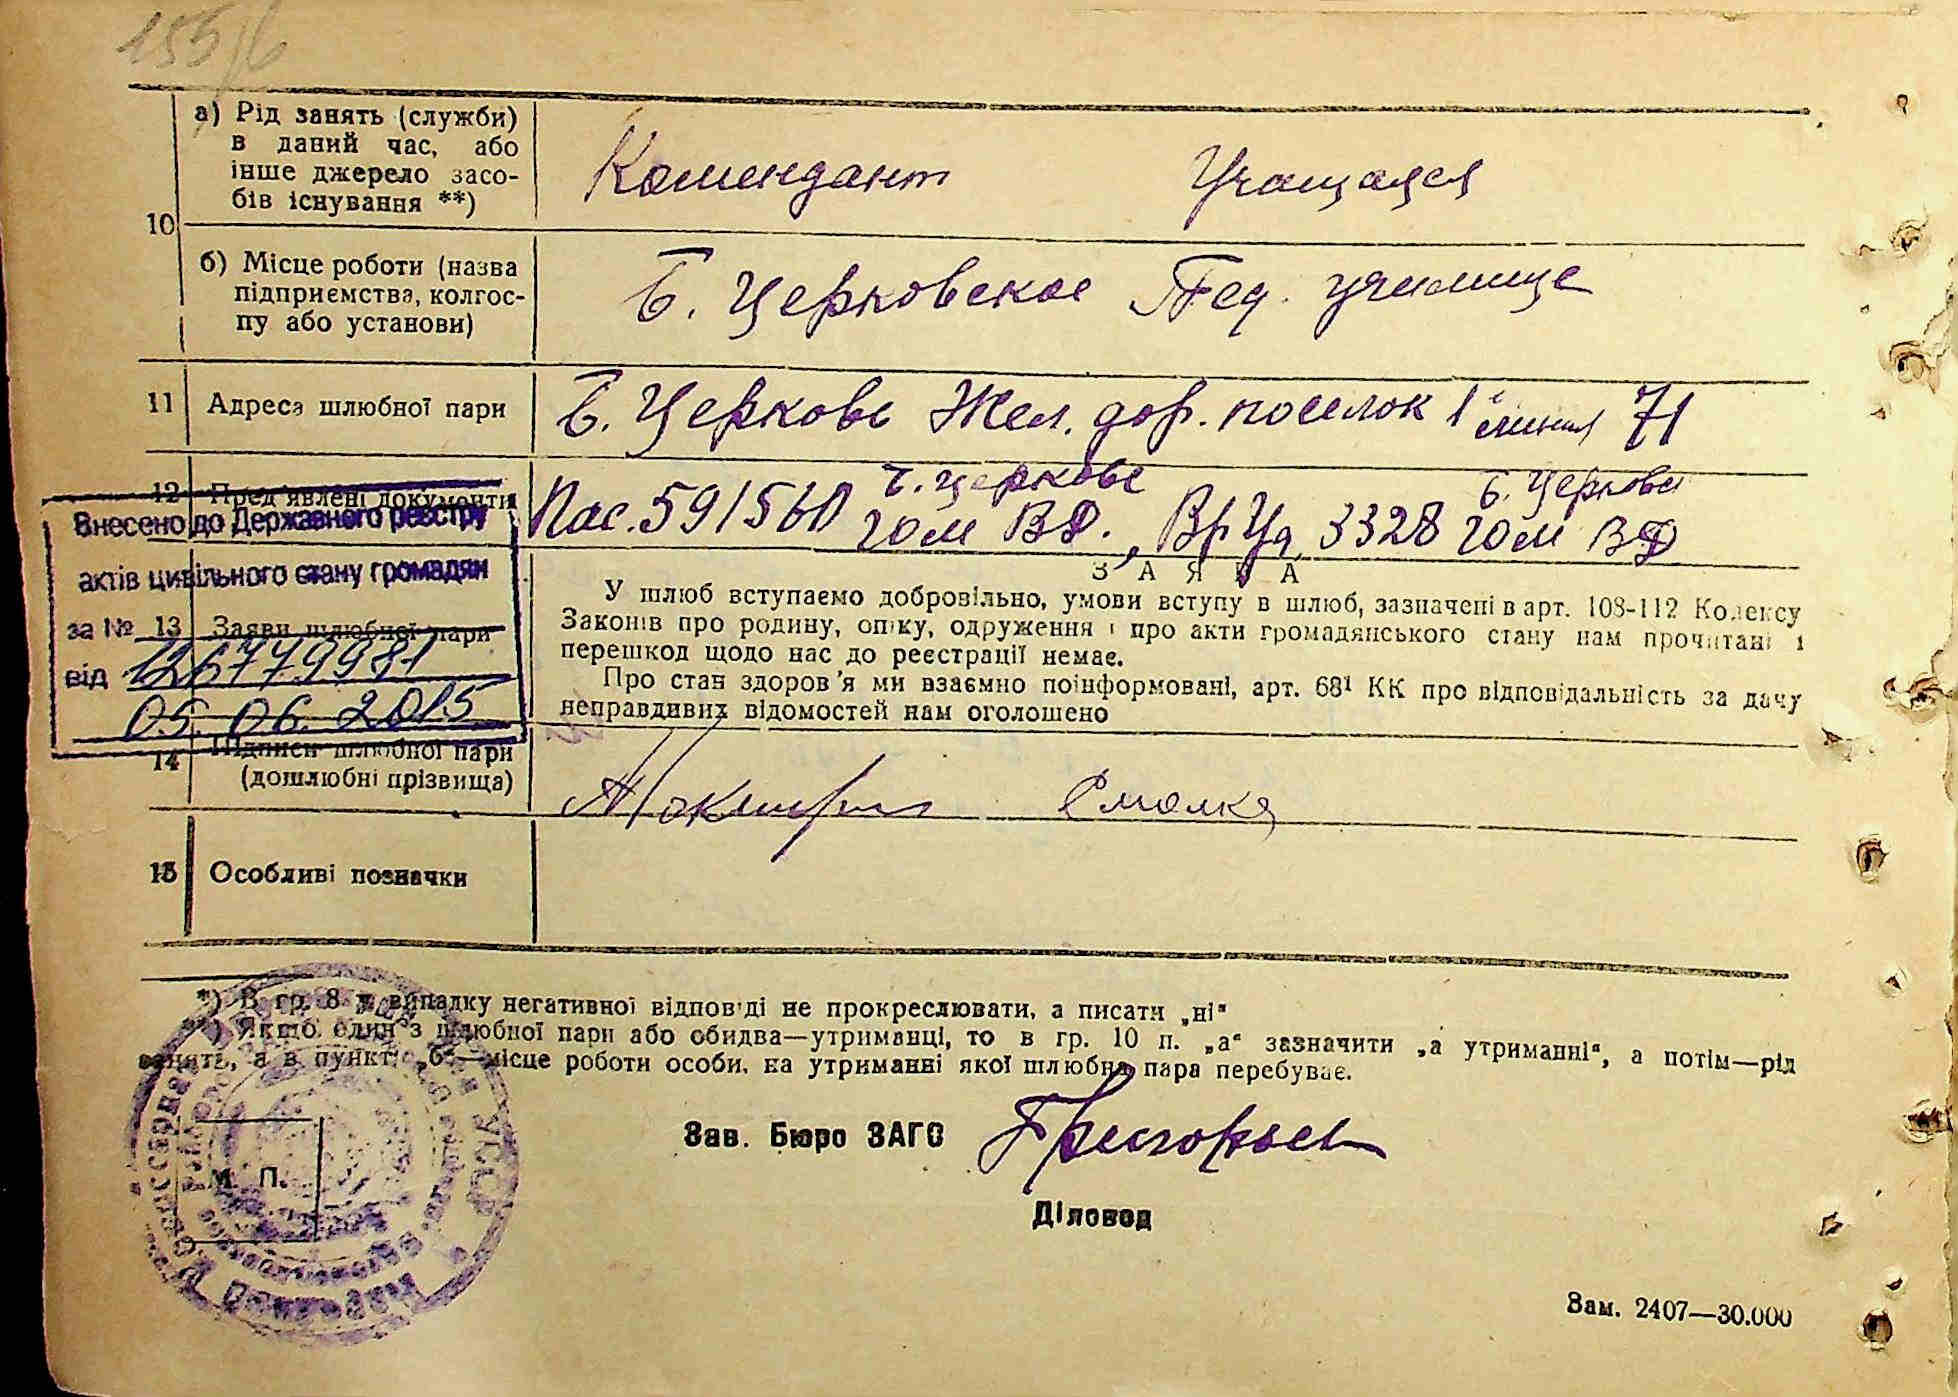 155/6
а) Рід занять (служби)
в даний час, або
інше джерело засо-
бів існування **)
Комендант Учащаяся
10
б) Місце роботи (назва
підприємства, колгос-
пу або установи)
Б. Церковское Пед. училище
11 Адреса шлюбної пари
Б. Церковь Жел. дор. поселок 1 линия 71
12 Пред'явлені документи
Пас. 591560 Б. Церковь ГОМ ВД., Вр Уд 3328 Б. Церковь ГОМ ВД
Внесено до Державного реєстру
актів цивільного стану громадян
за №
від 126779981
05. 06. 2015
13 Заяви шлюбної пари
ЗАЯВА
У шлюб вступаємо добровільно, умови вступу в шлюб, зазначені в арт. 108-112 Кодексу
Законів про родину, опіку, одруження і про акти громадянського стану нам прочитані і
перешкод щодо нас до реєстрації немає.
Про стан здоров'я ми взаємно поінформовані, арт. 68¹ КК про відповідальність за дачу
неправдивих відомостей нам оголошено
14 Підписи шлюбної пари
(дошлюбні прізвища)
Смалка
15 Особливі позначки
*) В гр. 8 у випадку негативної відповіді не прокреслювати, а писати „ні“
**) Якщо один з шлюбної пари або обидва—утриманці, то в гр. 10 п. „а“ зазначити „а утриманні“, а потім—рід
занять, а в пункті „б“—місце роботи особи, на утриманні якої шлюбна пара перебуває.
Зав. Бюро ЗАГС
М. П.
Діловод
Зам. 2407—30.000